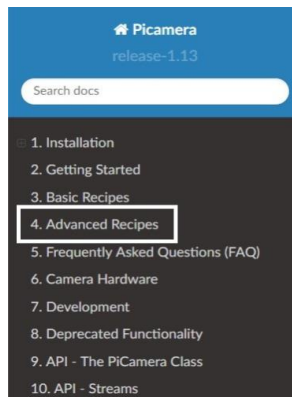 Picamera
release-1.13
Search docs
1. Installation
2. Getting Started
3. Basic Recipes
4. Advanced Recipes
5. Frequently Asked Questions (FAQ)
6. Camera Hardware
7. Development
8. Deprecated Functionality
9. API - The PiCamera Class
10. API - Streams